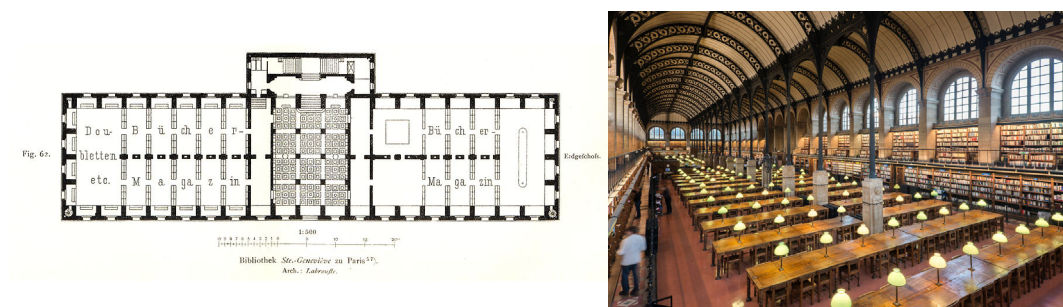 Dou-
bletten
etc.
Bücher-
Magazin
Bücher-
Magazin
Fig. 62.
Erdgeſchoſs.
1:500
Bibliothek Ste.-Geneviève zu Paris
Arch.: Labrouſte.